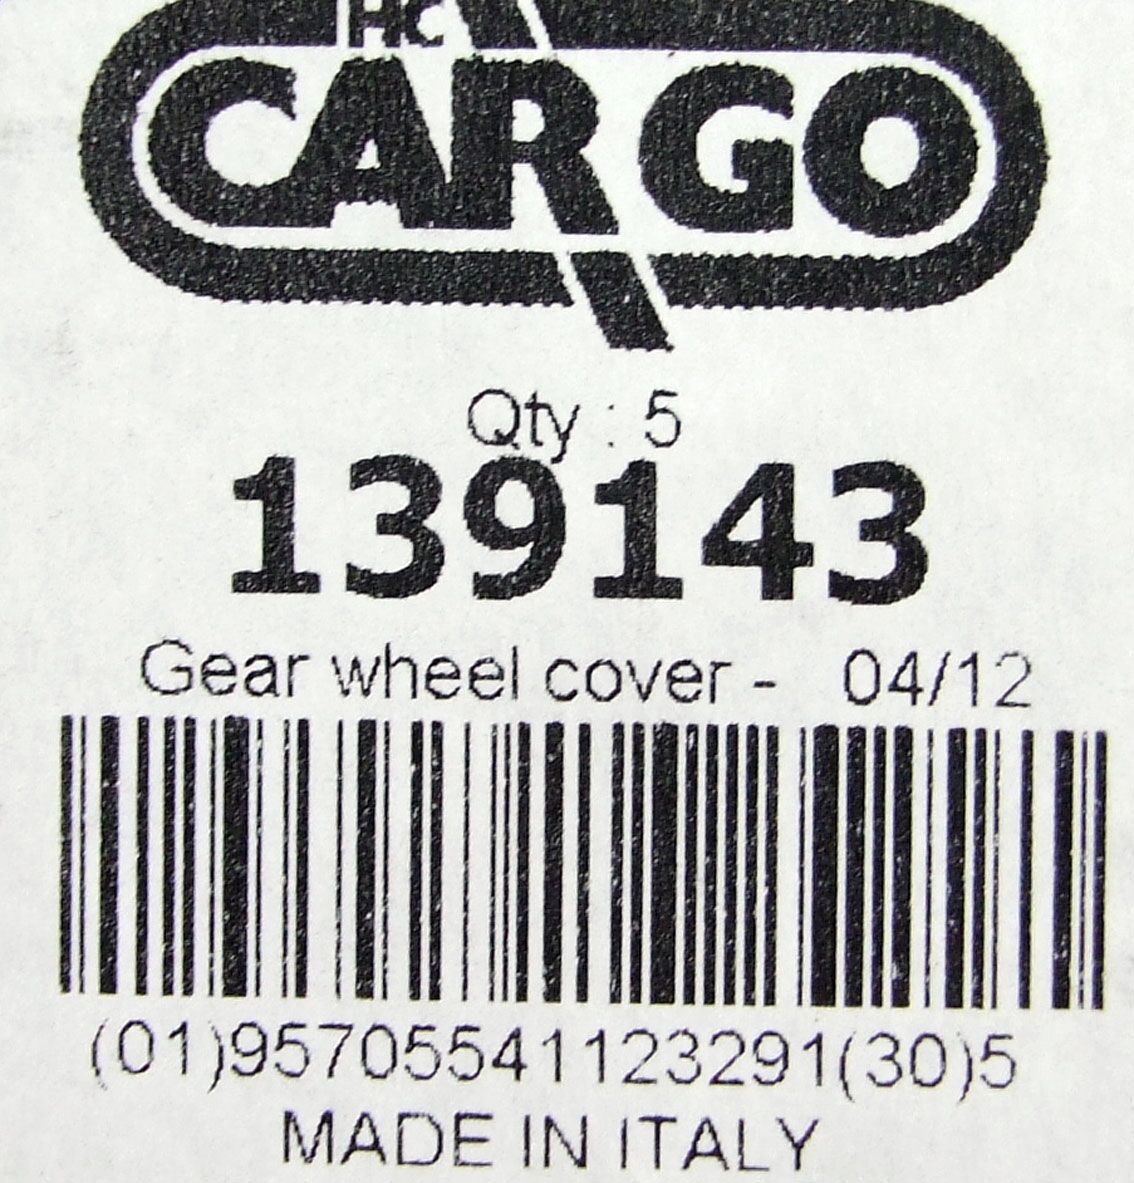 HC
CARGO
Qty : 5
139143
Gear wheel cover - 04/12
(01)95705541123291(30)5
MADE IN ITALY